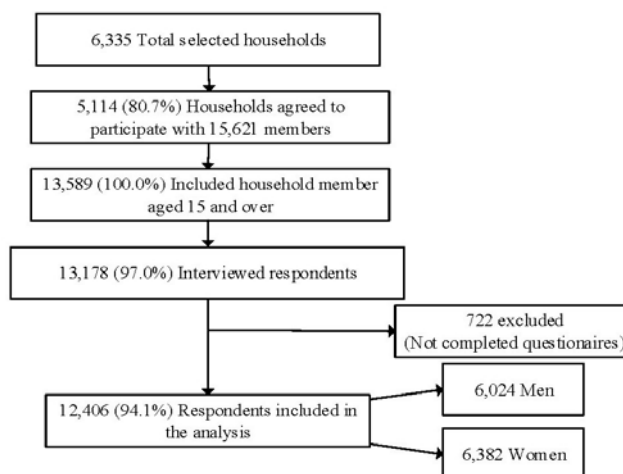 6,335 Total selected households
5,114 (80.7%) Households agreed to
participate with 15,621 members
13,589 (100.0%) Included household member
aged 15 and over
13,178 (97.0%) Interviewed respondents
722 excluded
(Not completed questionaires)
12,406 (94.1%) Respondents included in
the analysis
6,024 Men
6,382 Women